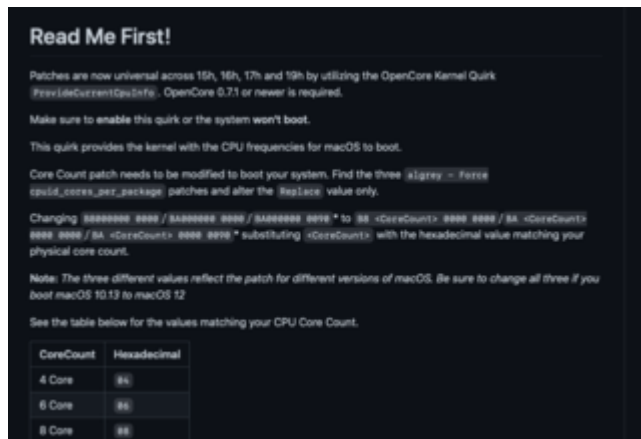 Read Me First!
Patches are now universal across 15h, 16h, 17h and 19h by utilizing the OpenCore Kernel Quirk
ProvideCurrentCpuInfo. OpenCore 0.7.1 or newer is required.
Make sure to enable this quirk or the system won't boot.
This quirk provides the kernel with the CPU frequencies for macOS to boot.
Core Count patch needs to be modified to boot your system. Find the three algrey - Force
cpuid_cores_per_package patches and alter the Replace value only.
Changing B8000000 0000 / BA000000 0000 / BA000000 0090 * to B8 <CoreCount> 0000 0000 / BA <CoreCount>
0000 0000 / BA <CoreCount> 0000 0090 * substituting <CoreCount> with the hexadecimal value matching your
physical core count.
Note: The three different values reflect the patch for different versions of macOS. Be sure to change all three if you
boot macOS 10.13 to macOS 12
See the table below for the values matching your CPU Core Count.
CoreCount Hexadecimal
4 Core 04
6 Core 06
8 Core 08